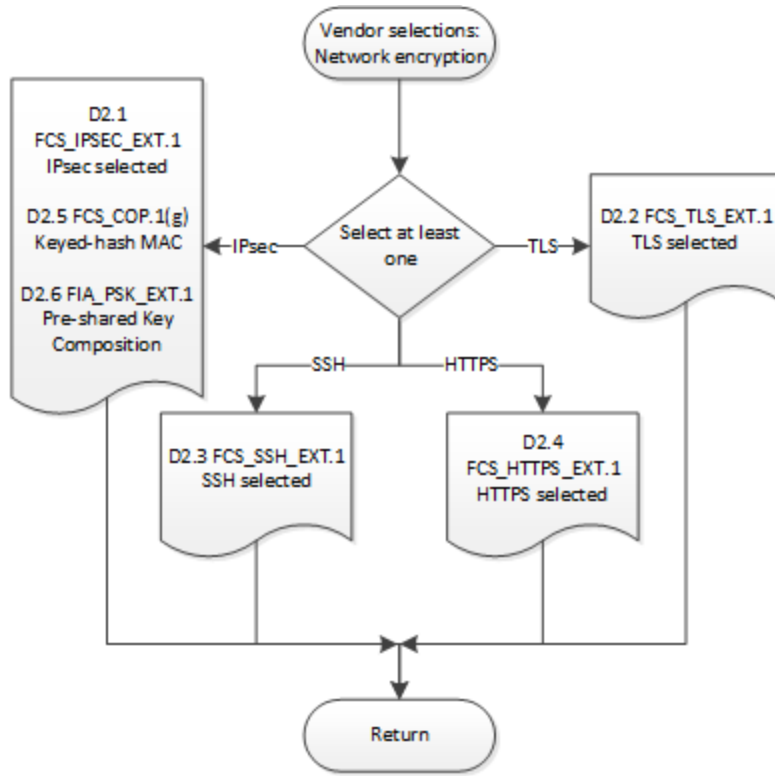 Vendor selections:
Network encryption
D2.1
FCS_IPSEC_EXT.1
IPsec selected
D2.5 FCS_COP.1(g)
Keyed-hash MAC
D2.6 FIA_PSK_EXT.1
Pre-shared Key
Composition
IPsec
Select at least
one
TLS
D2.2 FCS_TLS_EXT.1
TLS selected
SSH
HTTPS
D2.3 FCS_SSH_EXT.1
SSH selected
D2.4
FCS_HTTPS_EXT.1
HTTPS selected
Return